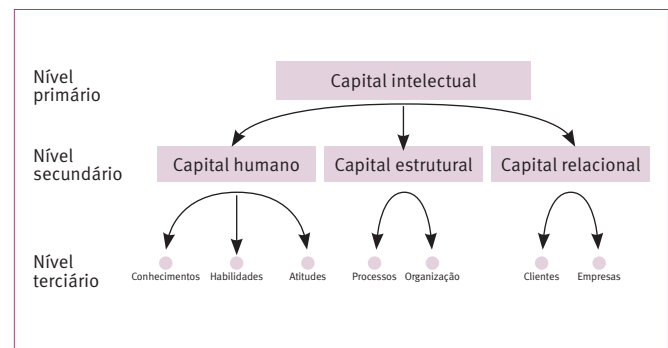 Nível
primário
Capital intelectual
Nível
secundário
Capital humano
Capital estrutural
Capital relacional
Nível
terciário
Conhecimentos
Habilidades
Atitudes
Processos
Organização
Clientes
Empresas